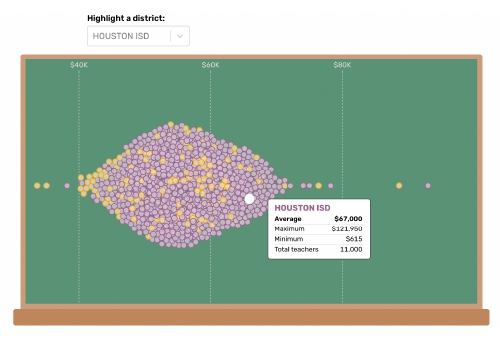 Highlight a district:
HOUSTON ISD
$40K $60K $80K
HOUSTON ISD
Average $67,000
Maximum $121,950
Minimum $615
Total teachers 11,000